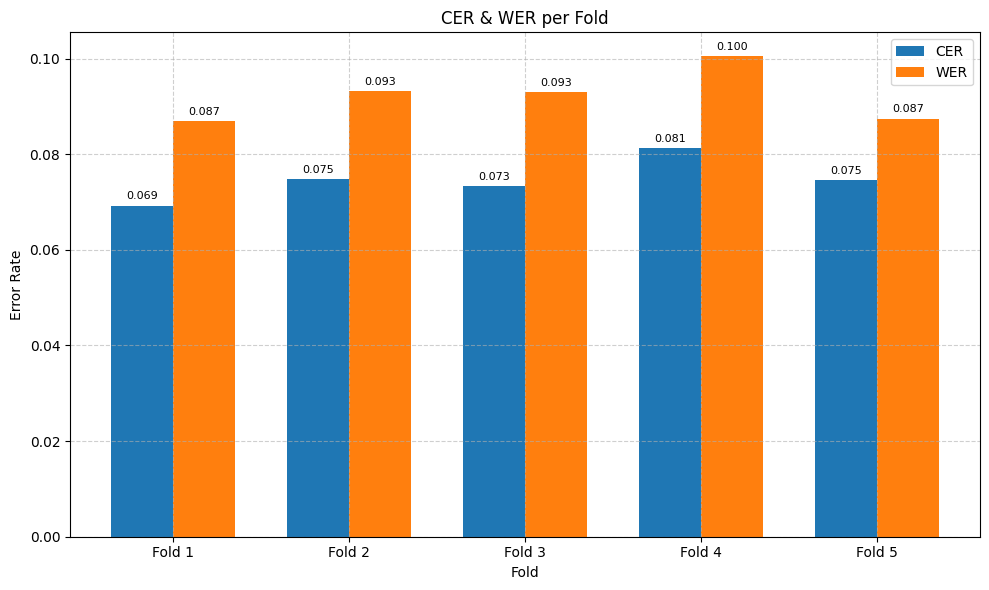 CER & WER per Fold
CER
WER
0.100
0.093
0.093
0.087
0.087
0.081
0.075
0.073
0.075
0.069
0.10
0.08
0.06
0.04
0.02
0.00
Error Rate
Fold 1
Fold 2
Fold 3
Fold 4
Fold 5
Fold